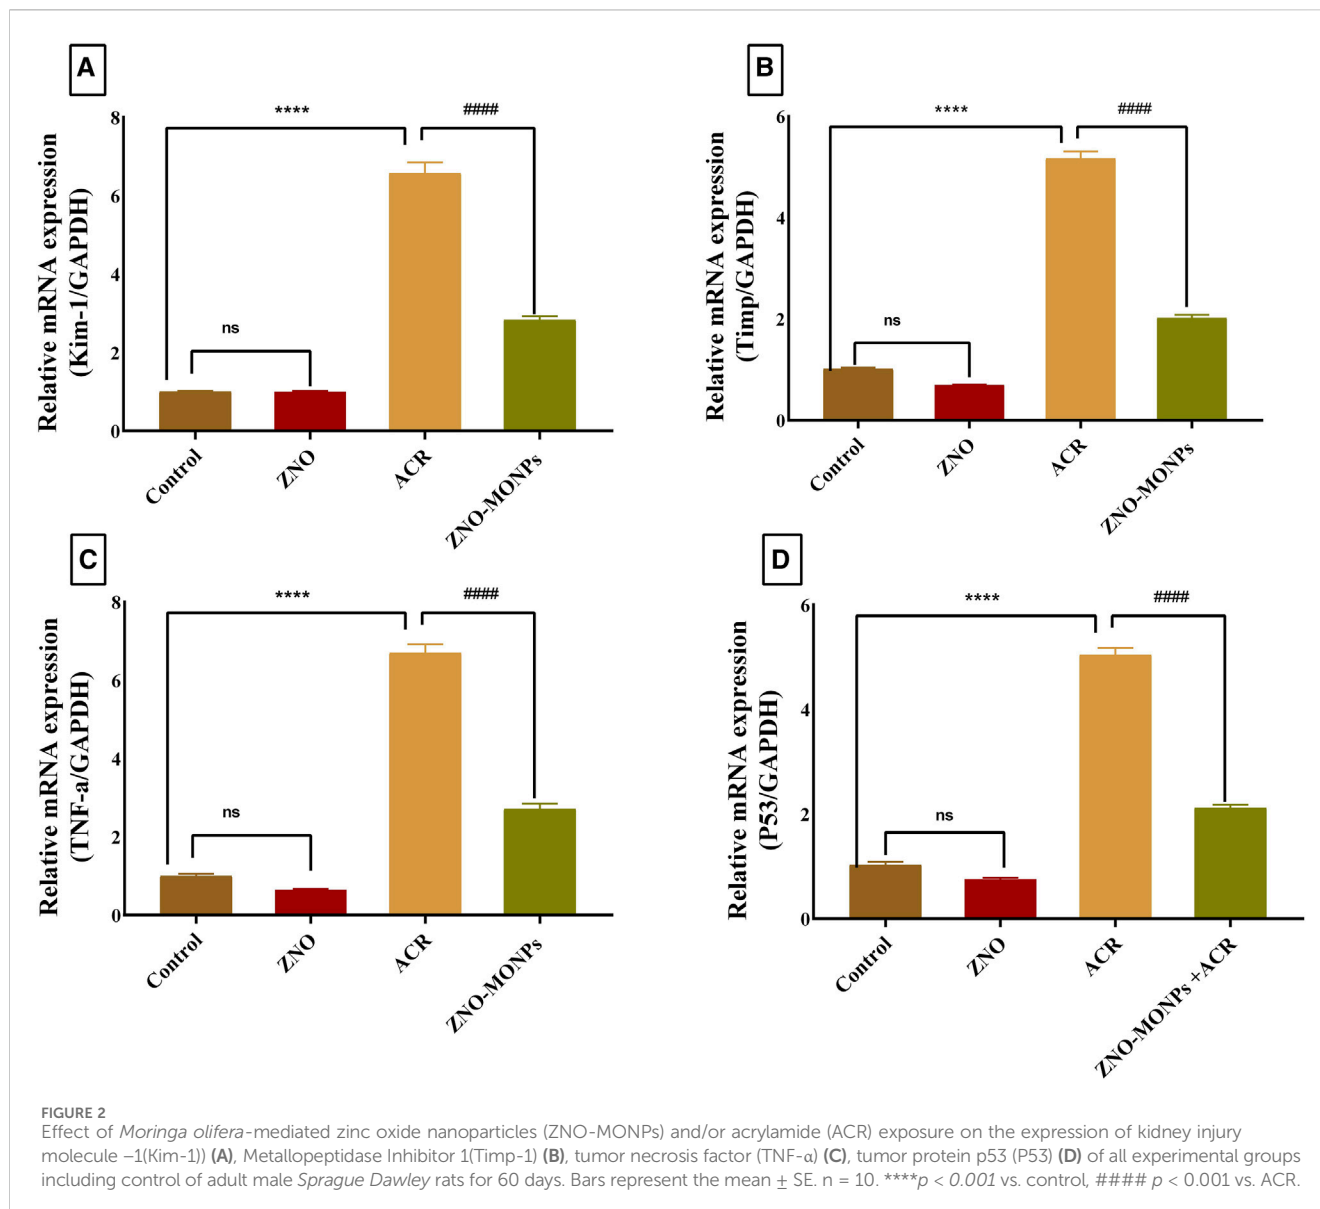 A
Relative mRNA expression
(Kim-1/GAPDH)
8
6
4
2
0
****
####
ns
Control
ZNO
ACR
ZNO-MONPs
B
Relative mRNA expression
(Timp/GAPDH)
6
4
2
0
****
####
ns
Control
ZNO
ACR
ZNO-MONPs
C
Relative mRNA expression
(TNF-a/GAPDH)
8
6
4
2
0
****
####
ns
Control
ZNO
ACR
ZNO-MONPs
D
Relative mRNA expression
(P53/GAPDH)
6
4
2
0
****
####
ns
Control
ZNO
ACR
ZNO-MONPs +ACR
FIGURE 2
Effect of Moringa olifera-mediated zinc oxide nanoparticles (ZNO-MONPs) and/or acrylamide (ACR) exposure on the expression of kidney injury
molecule –1(Kim-1)) (A), Metallopeptidase Inhibitor 1(Timp-1) (B), tumor necrosis factor (TNF-α) (C), tumor protein p53 (P53) (D) of all experimental groups
including control of adult male Sprague Dawley rats for 60 days. Bars represent the mean ± SE. n = 10. ****p < 0.001 vs. control, #### p < 0.001 vs. ACR.